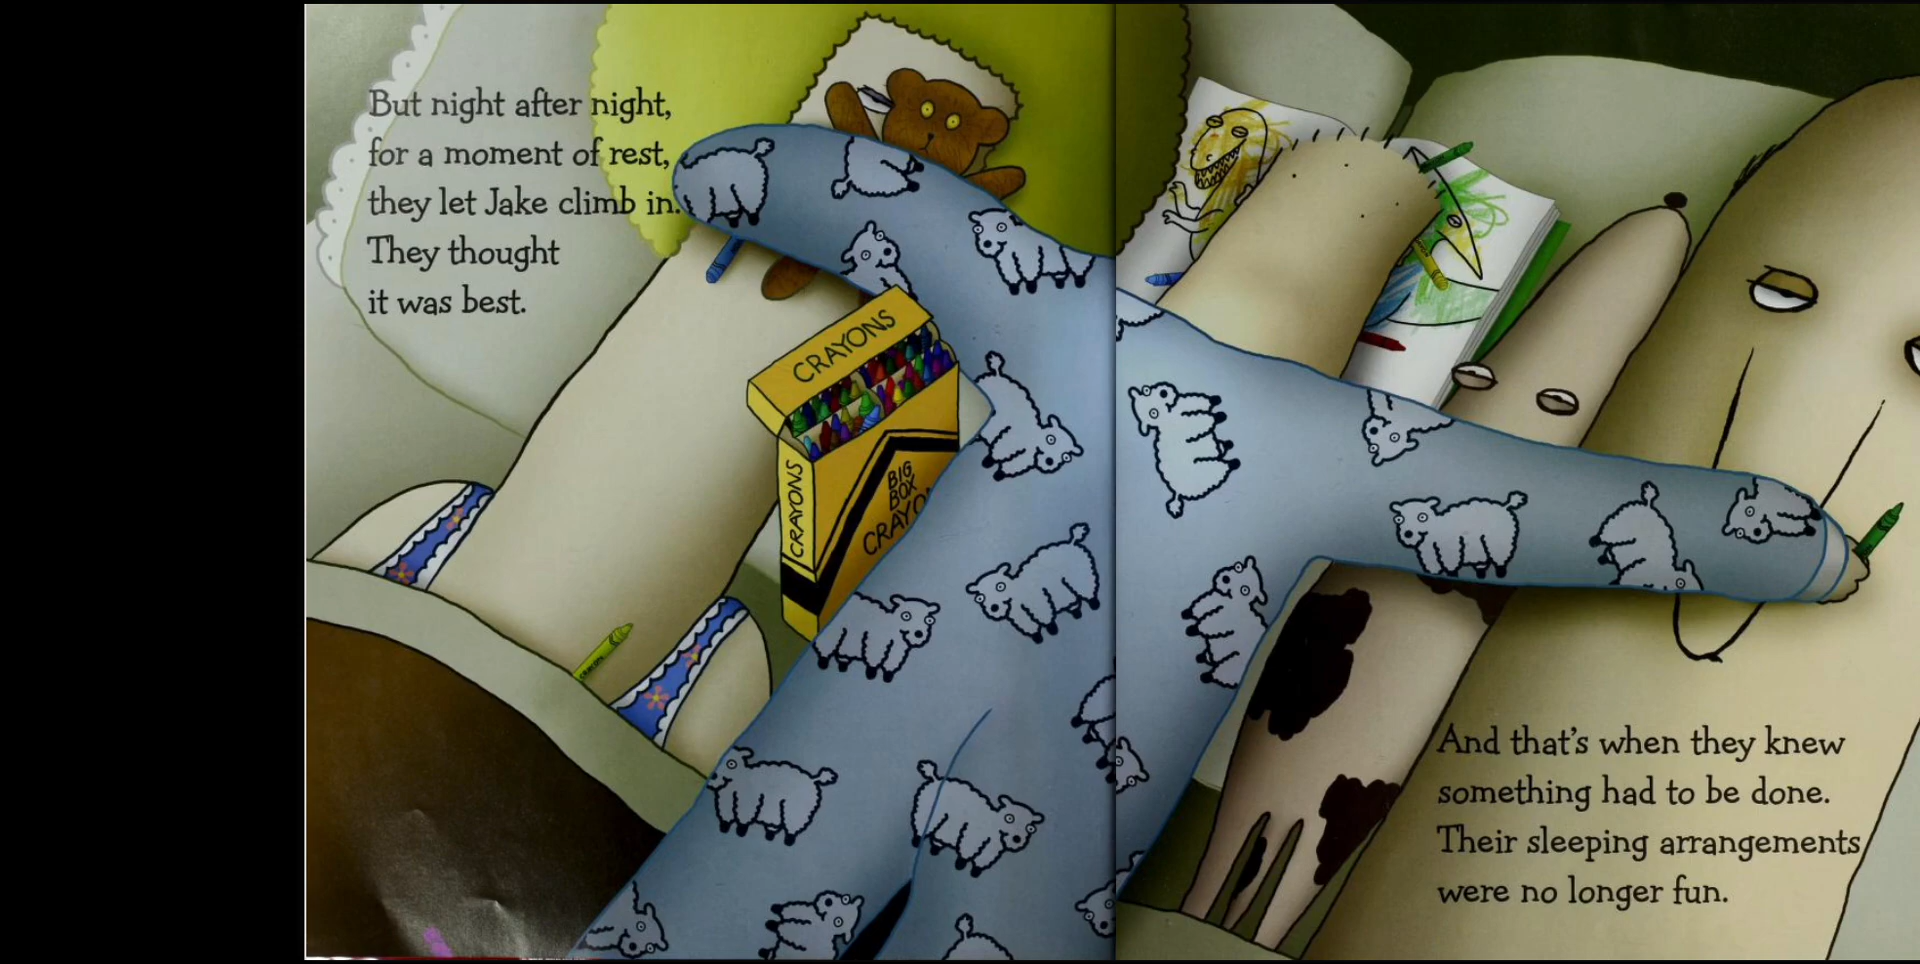 But night after night,
for a moment of rest,
they let Jake climb in.
They thought
it was best.
CRAYONS
CRAYONS
BIG
BOX
And that's when they knew
something had to be done.
Their sleeping arrangements
were no longer fun.